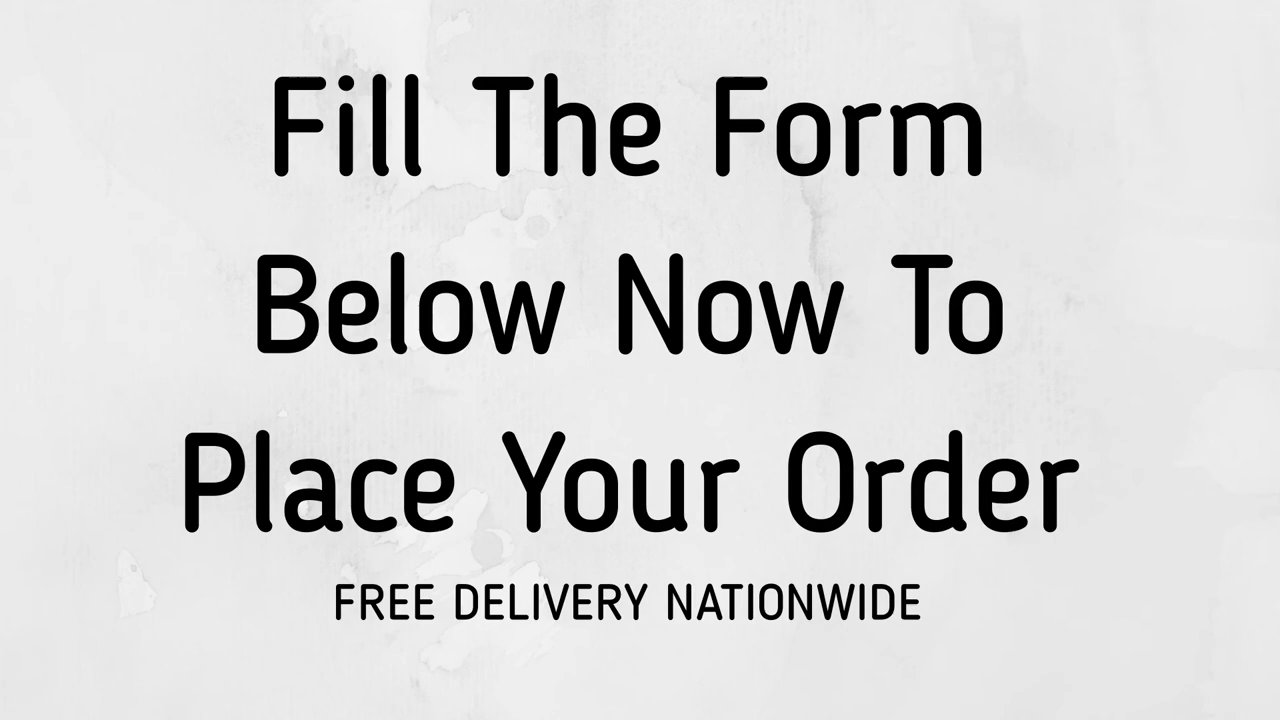 Fill The Form
Below Now To
Place Your Order
FREE DELIVERY NATIONWIDE